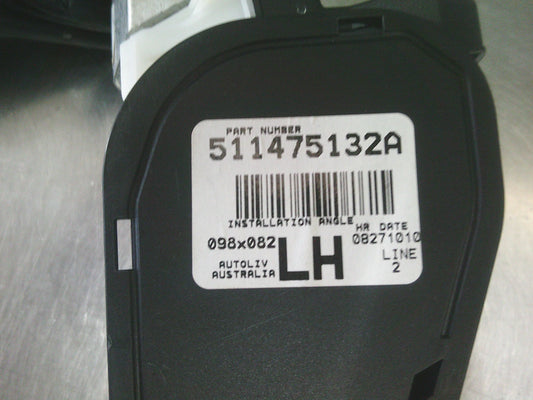 PART NUMBER
511475132A
INSTALLATION ANGLE
098x082
LH
HR DATE
08271010
AUTOLIV
AUSTRALIA
LINE
2